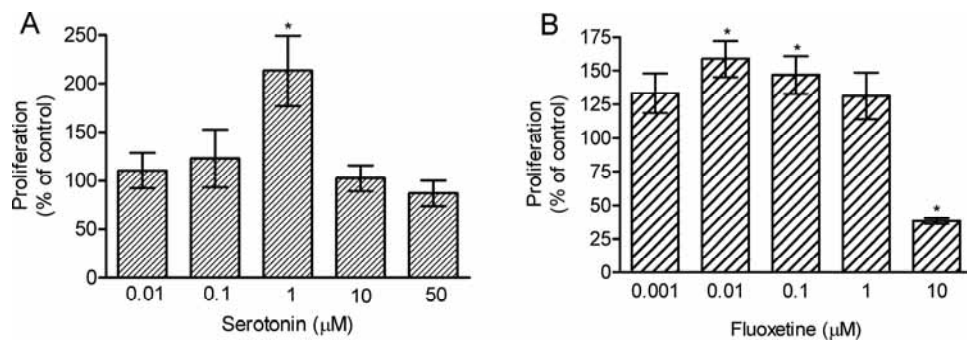 A
Proliferation
(% of control)
250
200
150
100
50
0
*
0.01 0.1 1 10 50
Serotonin (μM)
B
Proliferation
(% of control)
175
150
125
100
75
50
25
0
* * *
0.001 0.01 0.1 1 10
Fluoxetine (μM)